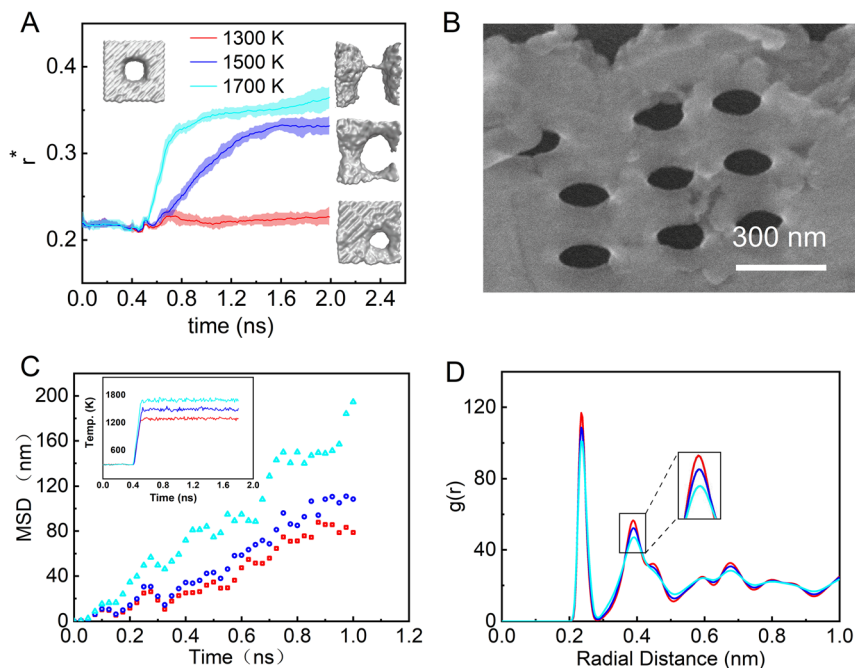 A
1300 K
1500 K
1700 K
0.4
0.3
0.2
r*
0.0 0.4 0.8 1.2 1.6 2.0 2.4
time (ns)
B
300 nm
C
200
160
120
80
40
0
MSD（nm）
0.0 0.2 0.4 0.6 0.8 1.0 1.2
Time（ns）
1800
1200
600
Temp. (K)
0.0 0.4 0.8 1.2 1.6 2.0
Time (ns)
D
120
80
40
0
g(r)
0.0 0.2 0.4 0.6 0.8 1.0
Radial Distance (nm)